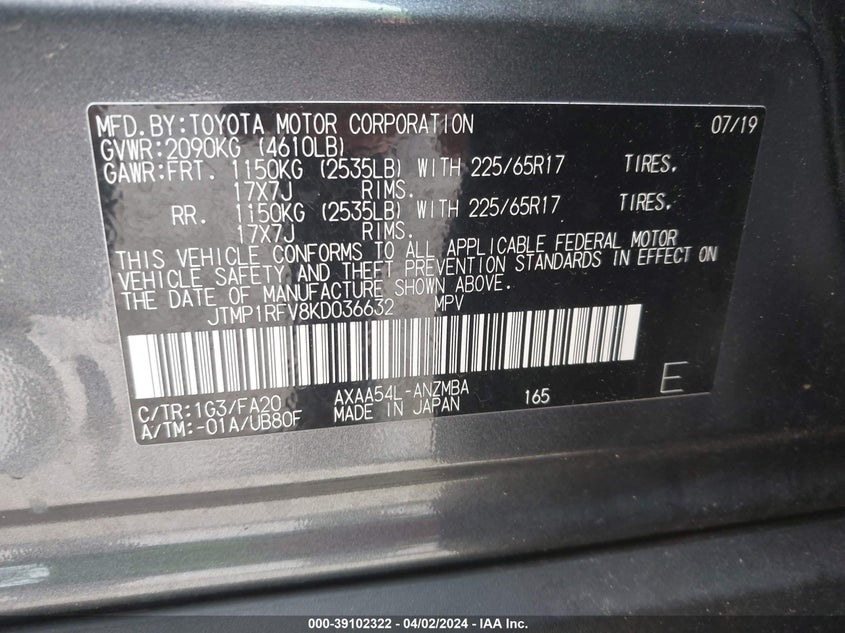 MFD.BY:TOYOTA MOTOR CORPORATION 07/19
GVWR:2090KG (4610LB)
GAWR:FRT. 1150KG (2535LB) WITH 225/65R17 TIRES.
17X7J RIMS.
RR. 1150KG (2535LB) WITH 225/65R17 TIRES.
17X7J RIMS.
THIS VEHICLE CONFORMS TO ALL APPLICABLE FEDERAL MOTOR
VEHICLE SAFETY AND THEFT PREVENTION STANDARDS IN EFFECT ON
THE DATE OF MANUFACTURE SHOWN ABOVE.
JTMP1RFV8KD036632 MPV
C/TR:1G3/FA20 AXAA54L-ANZMBA 165 E
A/TM:-01A/UB80F MADE IN JAPAN
000-39102322 - 04/02/2024 - IAA Inc.